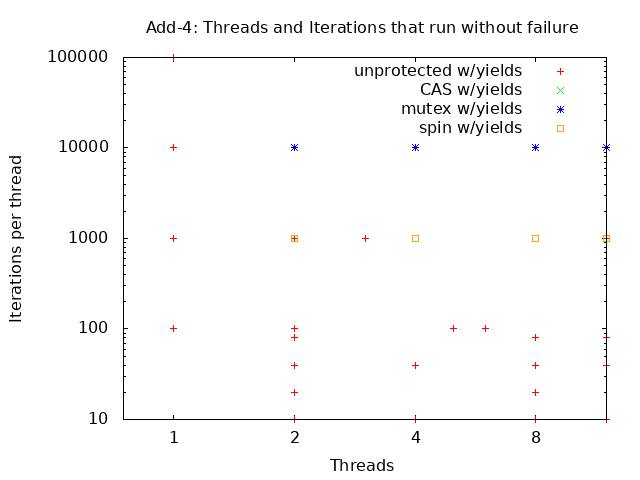 Add-4: Threads and Iterations that run without failure
100000
10000
1000
100
10
Iterations per thread
unprotected w/yields
CAS w/yields
mutex w/yields
spin w/yields
1 2 4 8
Threads